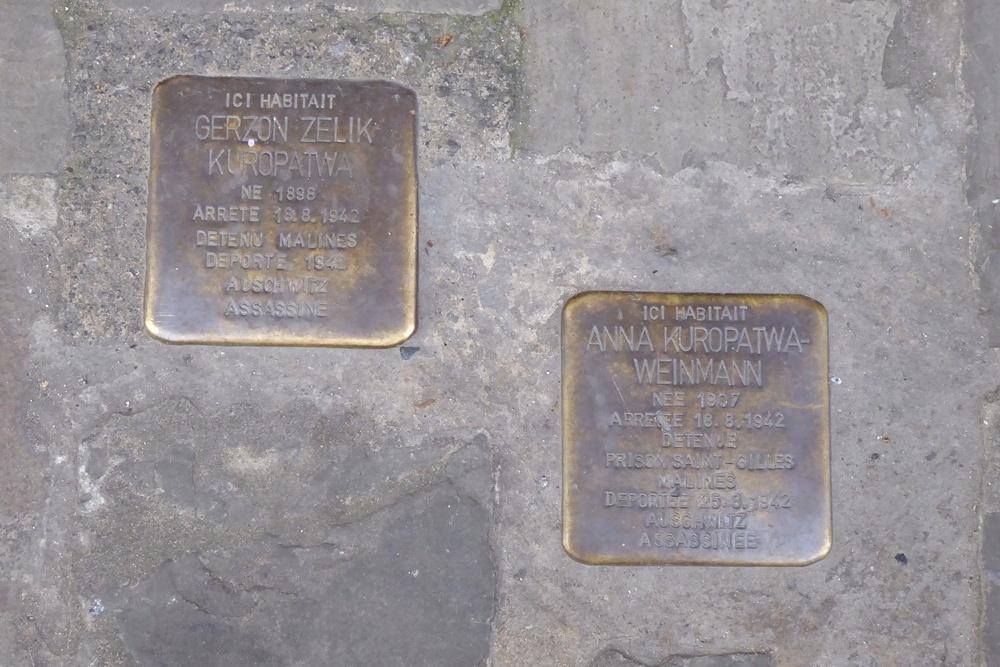 ICI HABITAIT
GERZON ZELIK
KUROPATWA
NE 1898
ARRETE 18.8.1942
DETENU MALINES
DEPORTE 1942
AUSCHWITZ
ASSASSINE
ICI HABITAIT
ANNA KUROPATWA-
WEINMANN
NEE 1907
ARRETEE 18.8.1942
DETENUE
PRISON SAINT-GILLES
MALINES
DEPORTEE 25.8.1942
AUSCHWITZ
ASSASSINEE